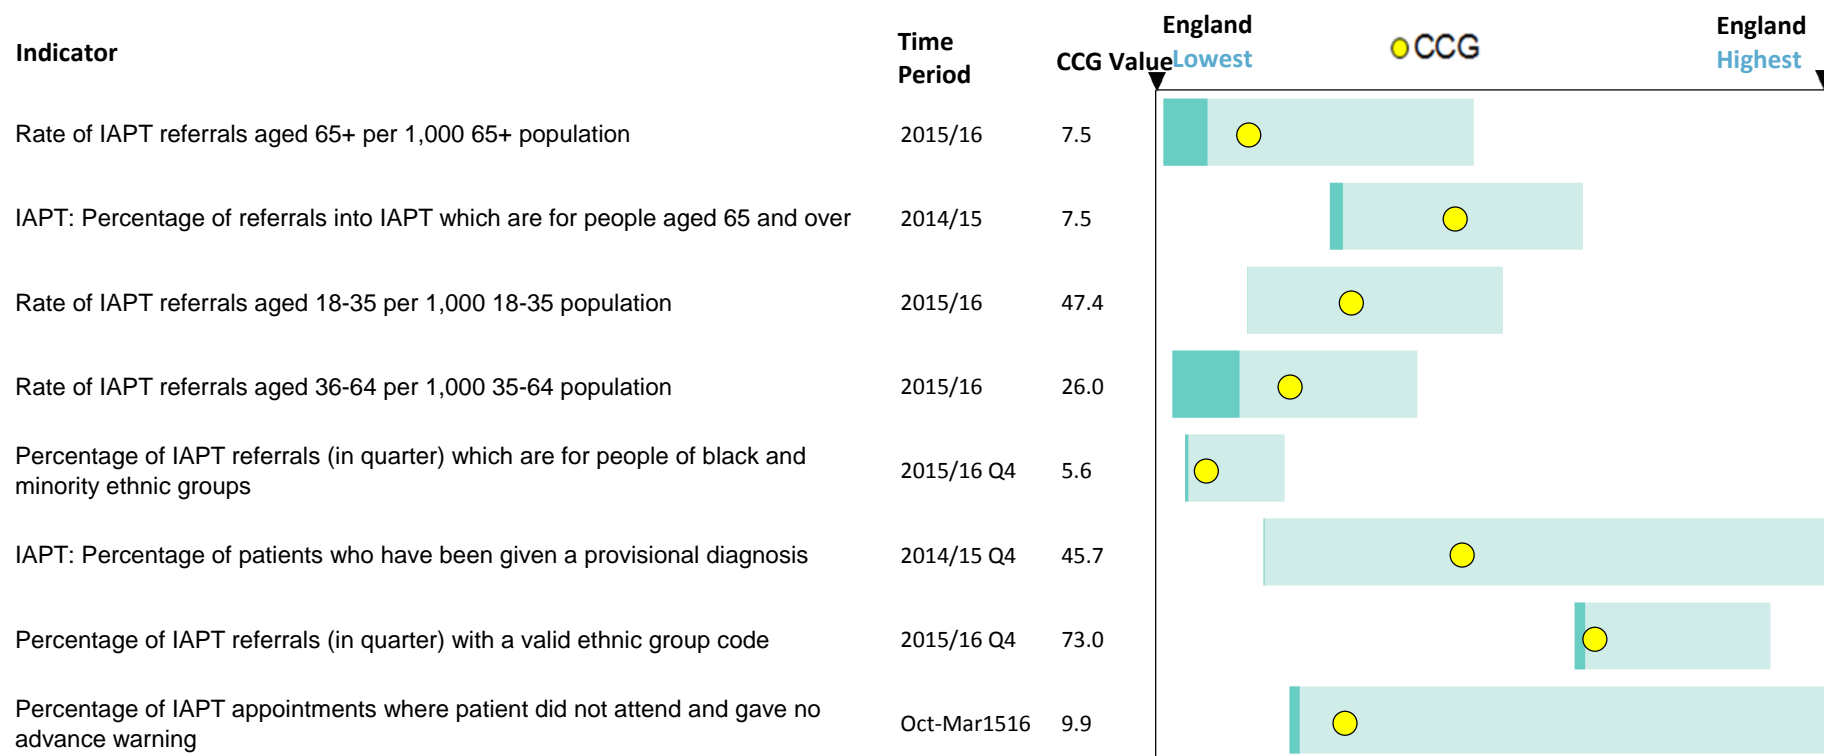 Indicator
Time
Period
CCG Value
England
Lowest
CCG
England
Highest
Rate of IAPT referrals aged 65+ per 1,000 65+ population 2015/16 7.5
IAPT: Percentage of referrals into IAPT which are for people aged 65 and over 2014/15 7.5
Rate of IAPT referrals aged 18-35 per 1,000 18-35 population 2015/16 47.4
Rate of IAPT referrals aged 36-64 per 1,000 35-64 population 2015/16 26.0
Percentage of IAPT referrals (in quarter) which are for people of black and
minority ethnic groups
2015/16 Q4 5.6
IAPT: Percentage of patients who have been given a provisional diagnosis 2014/15 Q4 45.7
Percentage of IAPT referrals (in quarter) with a valid ethnic group code 2015/16 Q4 73.0
Percentage of IAPT appointments where patient did not attend and gave no
advance warning
Oct-Mar1516 9.9